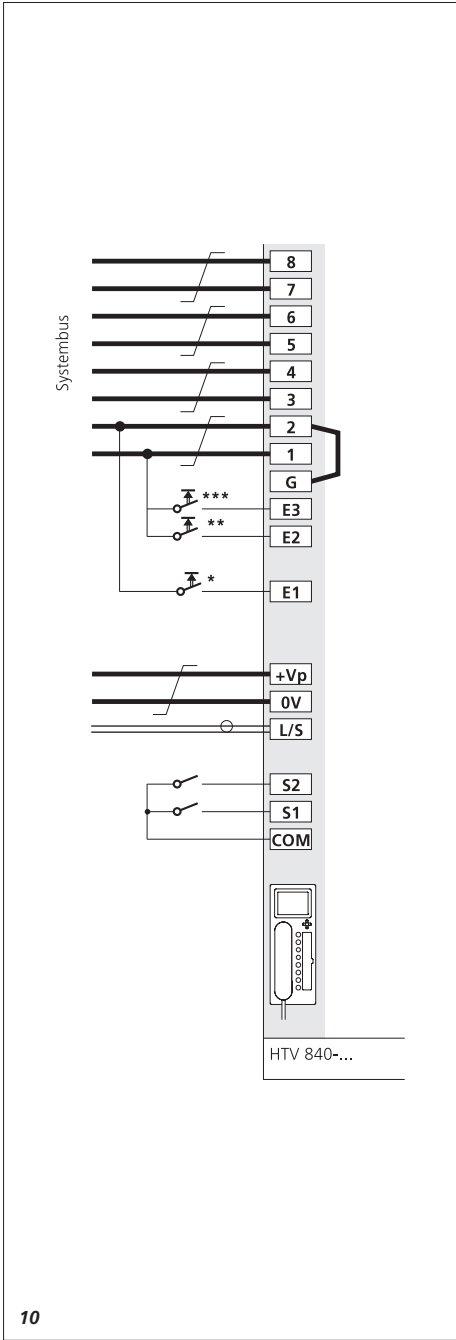 Systembus
8
7
6
5
4
3
2
1
G
*** E3
** E2
* E1
+Vp
0V
L/S
S2
S1
COM
HTV 840-...
10